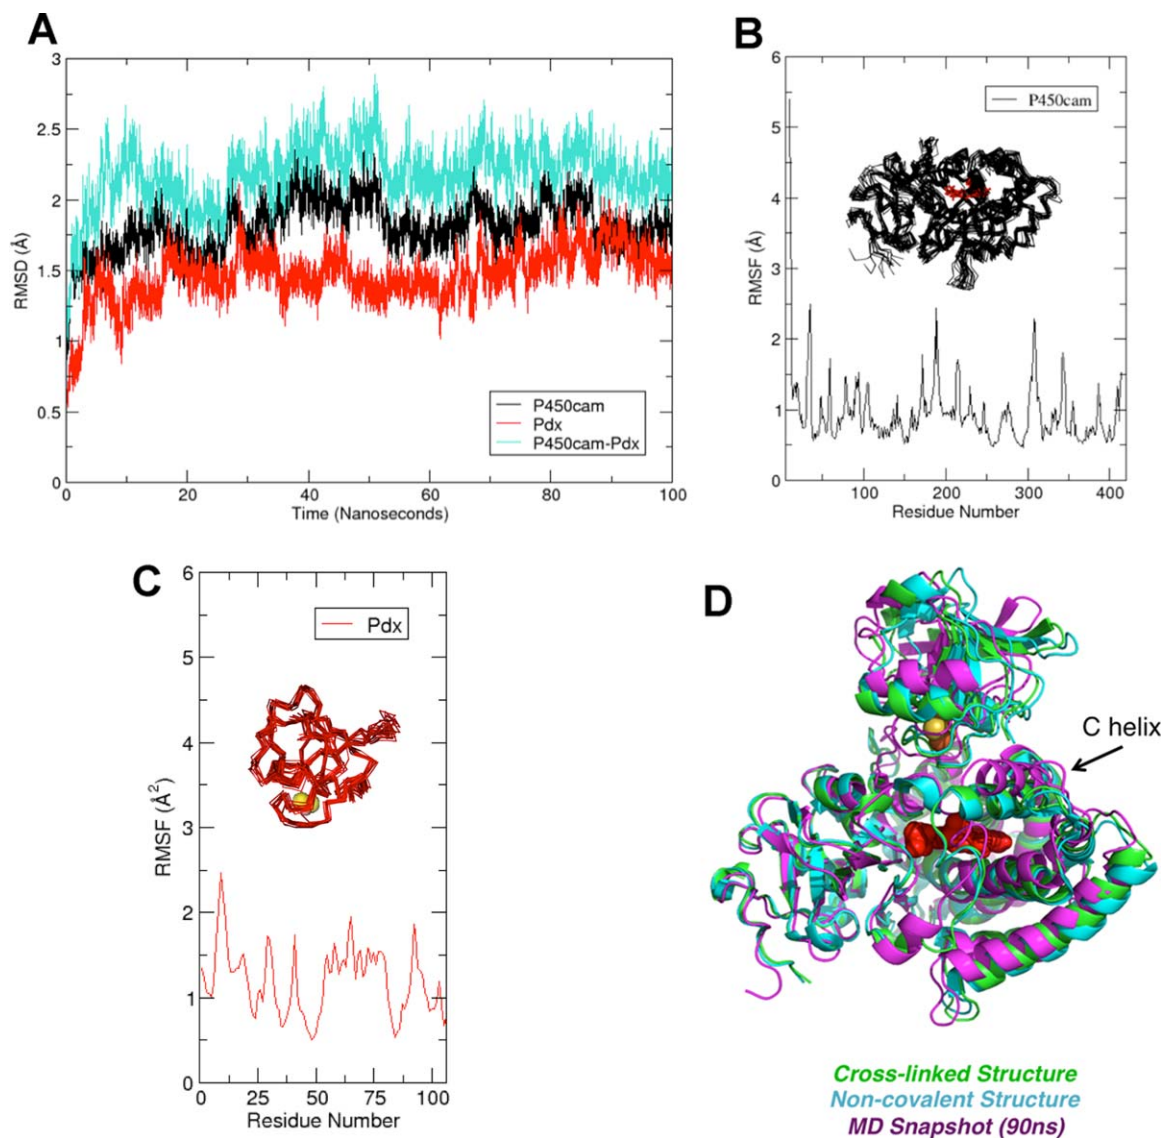 A
3
2.5
2
1.5
1
0.5
0
RMSD (Å)
0
20
40
60
80
100
Time (Nanoseconds)
P450cam
Pdx
P450cam-Pdx
B
6
5
4
3
2
1
0
RMSF (Å)
100
200
300
400
Residue Number
P450cam
C
6
5
4
3
2
1
0
RMSF (Å²)
0
25
50
75
100
Residue Number
Pdx
D
C helix
Cross-linked Structure
Non-covalent Structure
MD Snapshot (90ns)